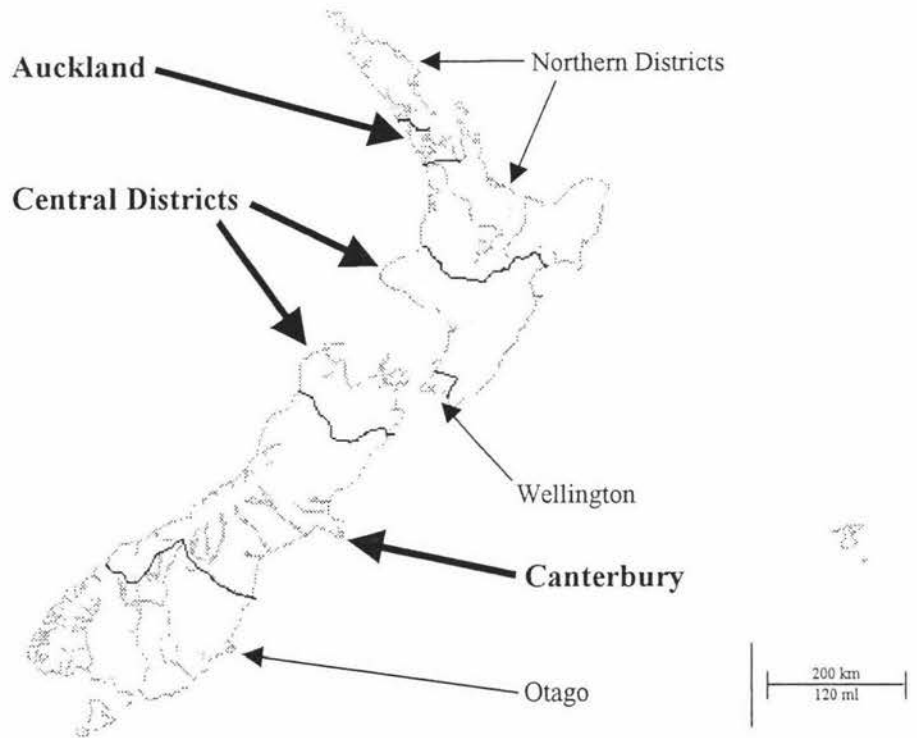 Northern Districts
Auckland
Central Districts
Wellington
Canterbury
200 km
120 ml
Otago